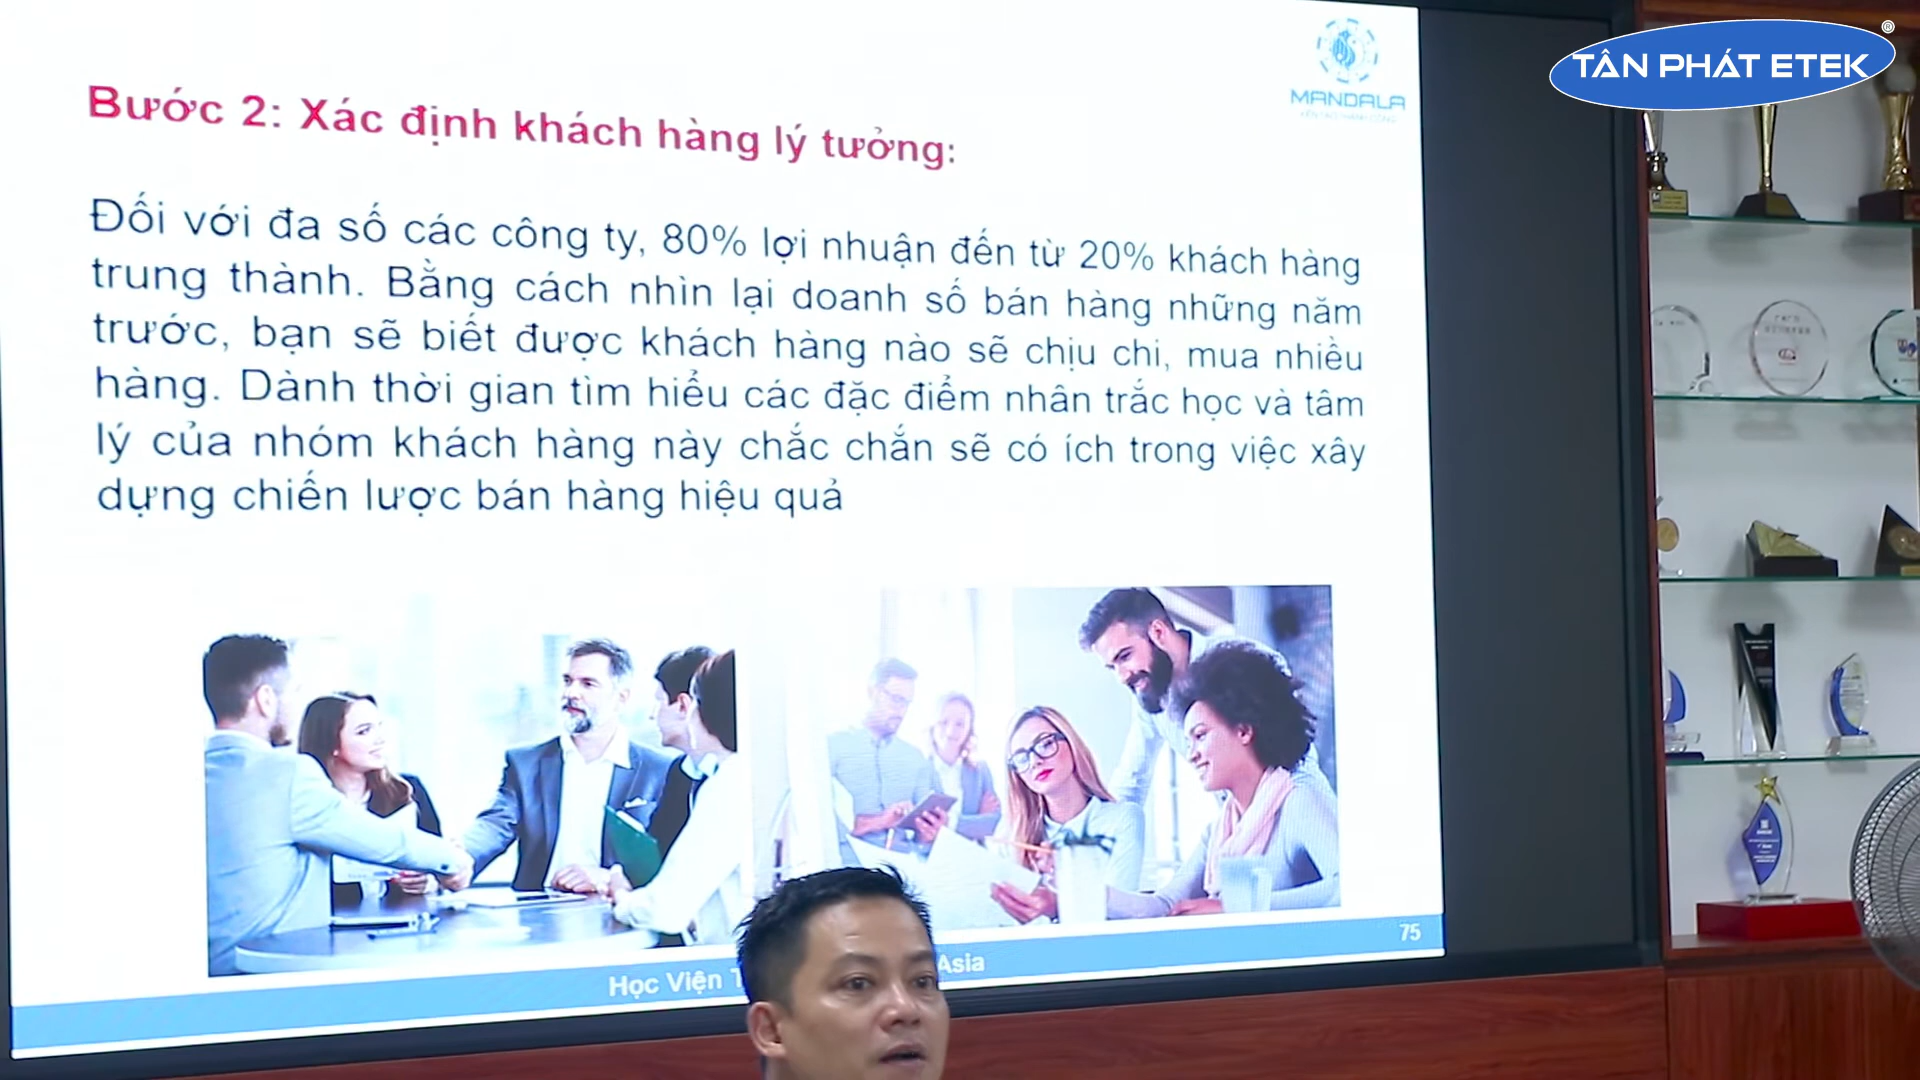 TÂN PHÁT ETEK
®
MANDALA
Bước 2: Xác định khách hàng lý tưởng:
Đối với đa số các công ty, 80% lợi nhuận đến từ 20% khách hàng
trung thành. Bằng cách nhìn lại doanh số bán hàng những năm
trước, bạn sẽ biết được khách hàng nào sẽ chịu chi, mua nhiều
hàng. Dành thời gian tìm hiểu các đặc điểm nhân trắc học và tâm
lý của nhóm khách hàng này chắc chắn sẽ có ích trong việc xây
dựng chiến lược bán hàng hiệu quả
75
Học Viện
Asia